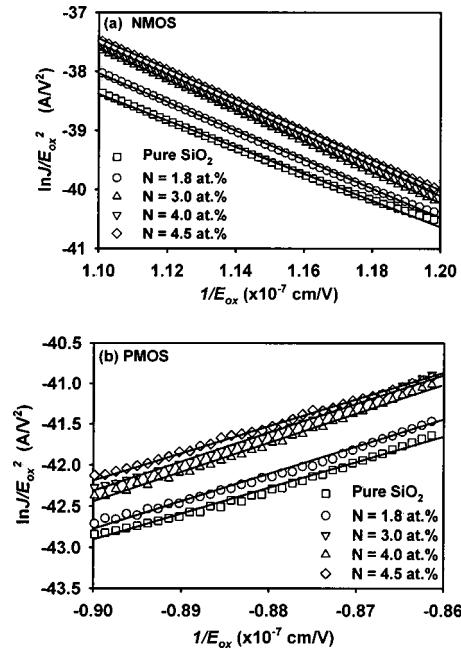 (a) NMOS
-37
-38
-39
-40
-41
lnJ/Eox² (A/V²)
Pure SiO₂
N = 1.8 at.%
N = 3.0 at.%
N = 4.0 at.%
N = 4.5 at.%
1.10 1.12 1.14 1.16 1.18 1.20
1/Eox (x10⁻⁷ cm/V)
(b) PMOS
-40.5
-41.0
-41.5
-42.0
-42.5
-43.0
-43.5
lnJ/Eox² (A/V²)
Pure SiO₂
N = 1.8 at.%
N = 3.0 at.%
N = 4.0 at.%
N = 4.5 at.%
-0.90 -0.89 -0.88 -0.87 -0.86
1/Eox (x10⁻⁷ cm/V)